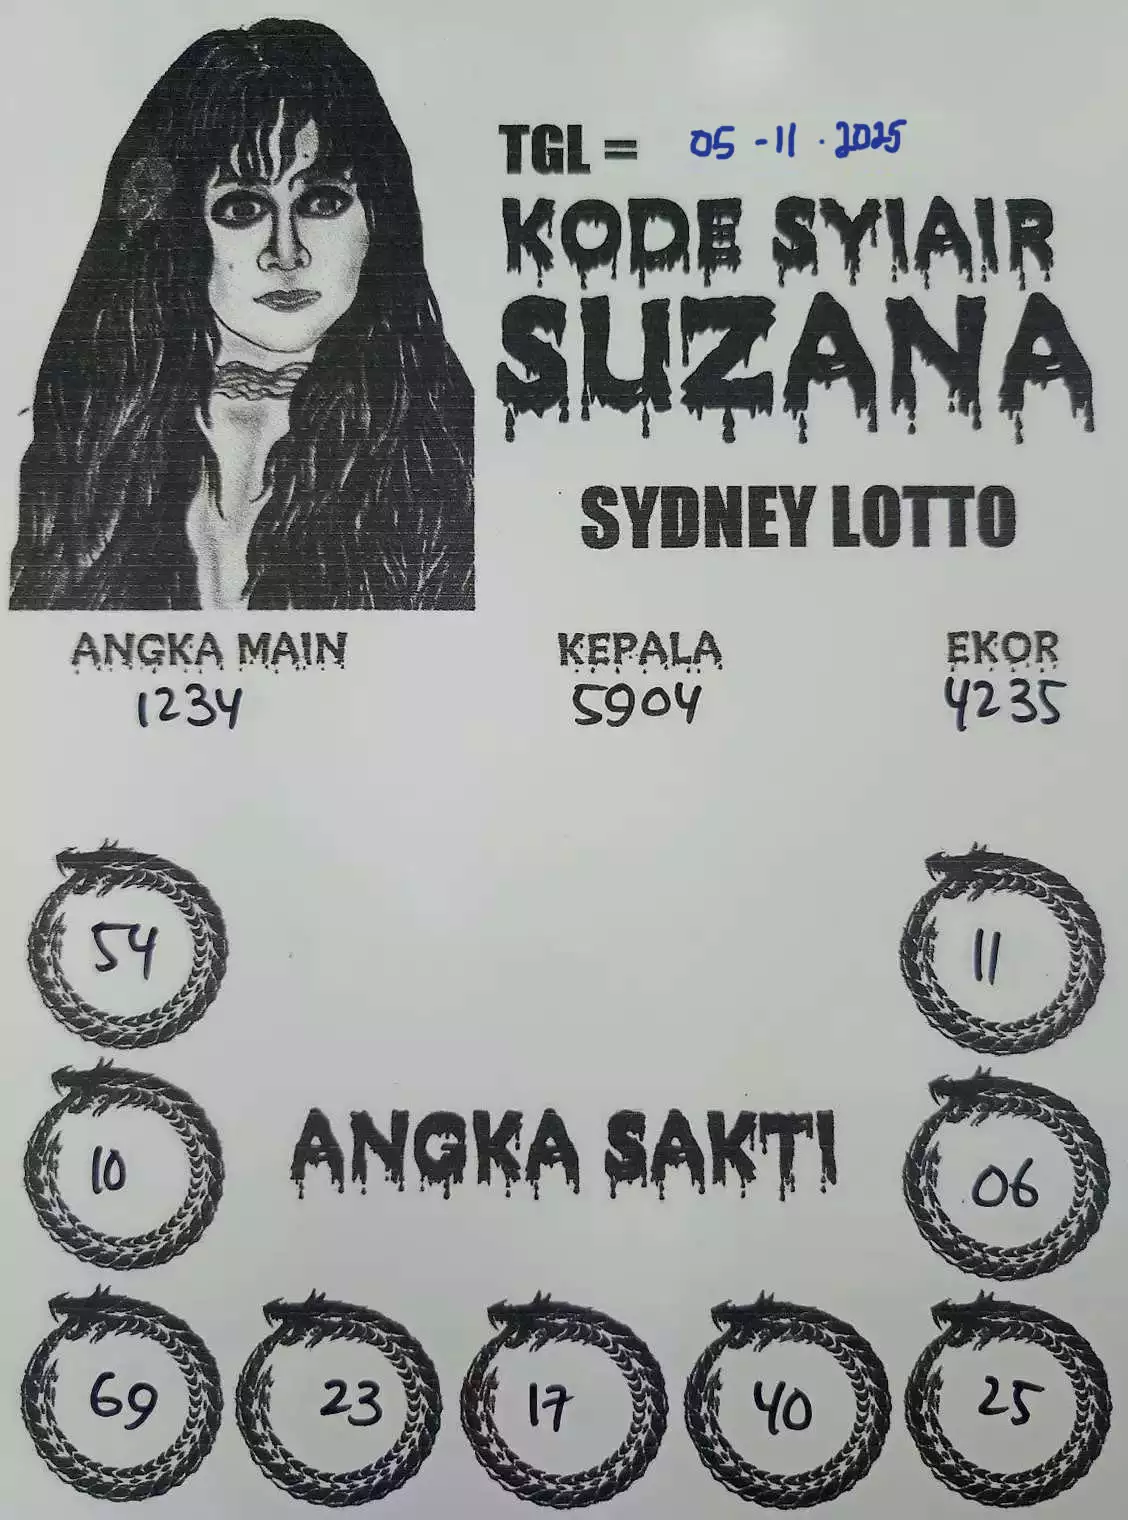 TGL = 05-11.2025
KODE SYIAIR
SUZANA
SYDNEY LOTTO
ANGKA MAIN KEPALA EKOR
1234 5904 4235
54 11
ANGKA SAKTI
10 06
69 23 17 40 25